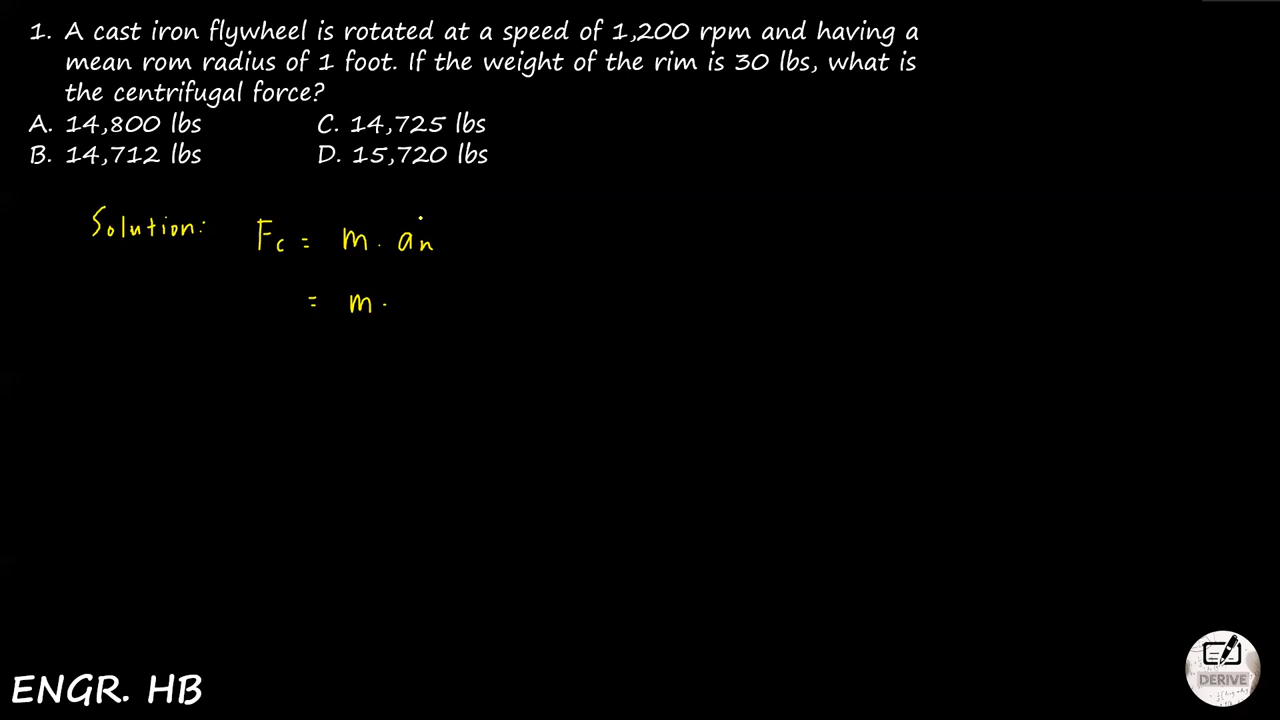 1. A cast iron flywheel is rotated at a speed of 1,200 rpm and having a
mean rom radius of 1 foot. If the weight of the rim is 30 lbs, what is
the centrifugal force?
A. 14,800 lbs C. 14,725 lbs
B. 14,712 lbs D. 15,720 lbs
Solution: Fc = m · an
= m ·
ENGR. HB
DERIVE